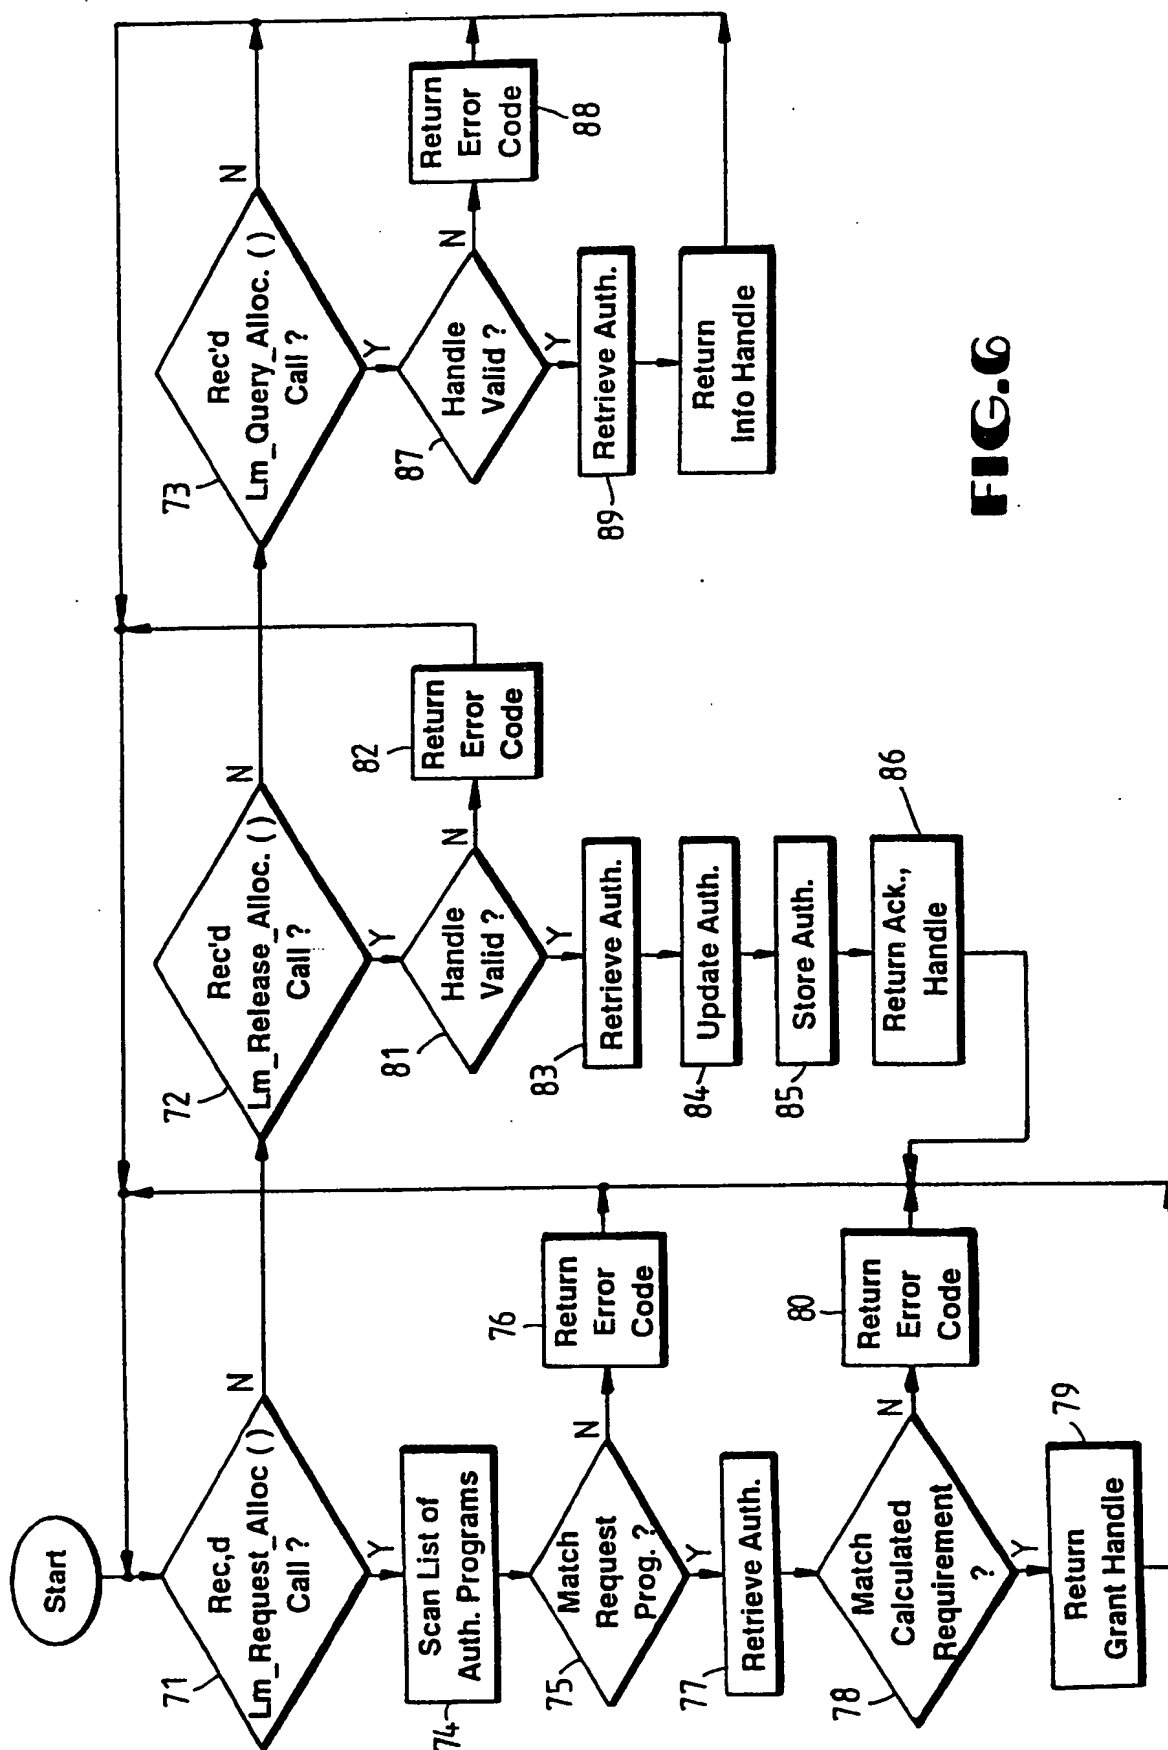 Start
71
Rec,d
Lm_Request_Alloc ()
Call ?
N
Y
74
Scan List of
Auth. Programs
75
Match
Request
Prog. ?
N
Y
76
Return
Error
Code
77
Retrieve Auth.
78
Match
Calculated
Requirement
?
N
Y
80
Return
Error
Code
79
Return
Grant Handle
72
Rec'd
Lm_Release_Alloc. ()
Call ?
N
Y
81
Handle
Valid ?
N
Y
82
Return
Error
Code
83
Retrieve Auth.
84
Update Auth.
85
Store Auth.
86
Return Ack.,
Handle
73
Rec'd
Lm_Query_Alloc. ()
Call ?
N
Y
87
Handle
Valid ?
N
Y
88
Return
Error
Code
89
Retrieve Auth.
Return
Info Handle
FIG.6